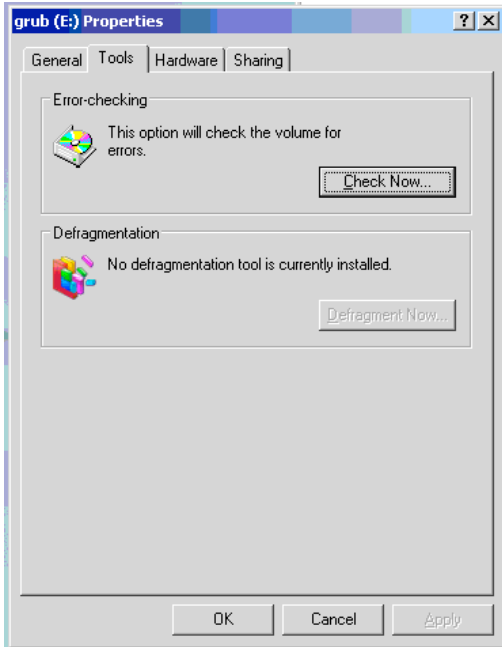 grub (E:) Properties
General Tools Hardware Sharing
Error-checking
This option will check the volume for
errors.
Check Now...
Defragmentation
No defragmentation tool is currently installed.
Defragment Now...
OK Cancel Apply